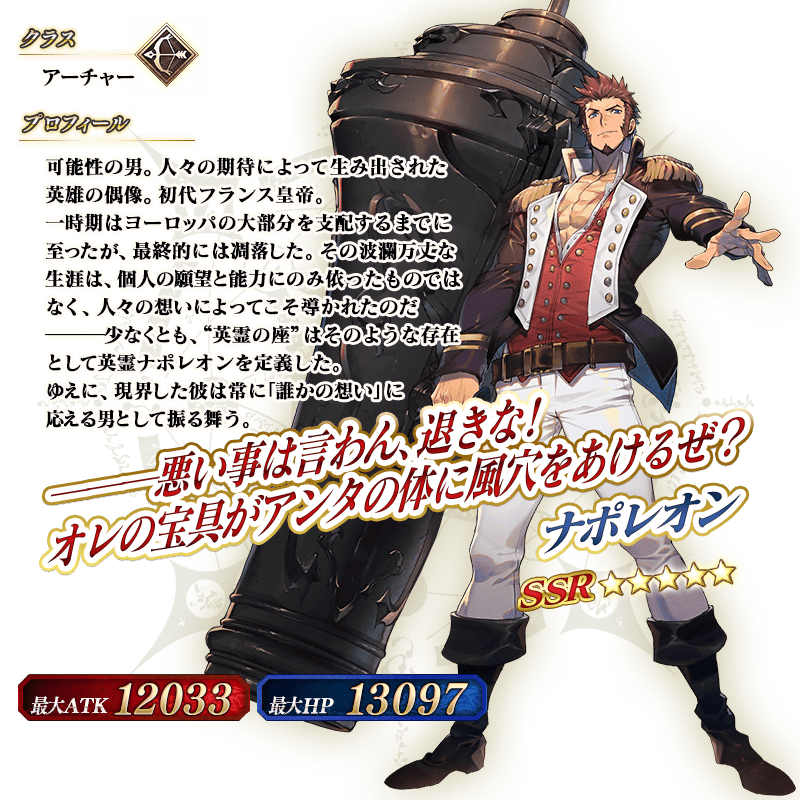 クラス
アーチャー
プロフィール
可能性の男。人々の期待によって生み出された
英雄の偶像。初代フランス皇帝。
一時期はヨーロッパの大部分を支配するまでに
至ったが、最終的には凋落した。その波瀾万丈な
生涯は、個人の願望と能力にのみ依ったものでは
なく、人々の想いによってこそ導かれたのだ
―――少なくとも、“英霊の座”はそのような存在
として英霊ナポレオンを定義した。
ゆえに、現界した彼は常に「誰かの想い」に
応える男として振る舞う。
―――悪い事は言わん、退きな！
オレの宝具がアンタの体に風穴をあけるぜ？
ナポレオン
SSR ★★★★★
最大ATK 12033
最大HP 13097